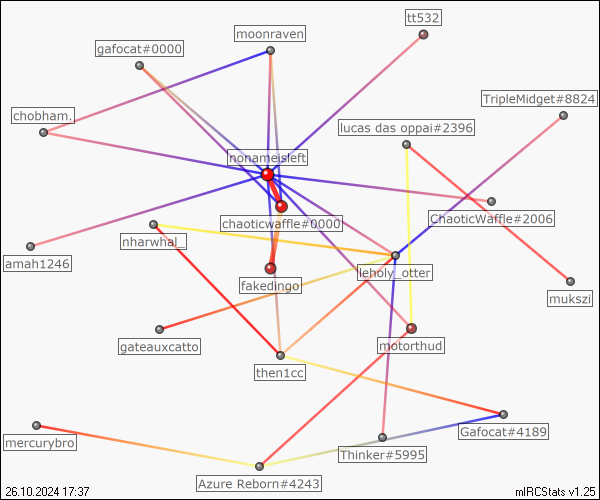 tt532
moonraven
gafocat#0000
TripleMidget#8824
chobham.
lucas das oppai#2396
nonameisleft
chaoticwaffle#0000
ChaoticWaffle#2006
nharwhal_
amah1246
leholy_otter
fakedingo
mukszi
gateauxcatto
motorthud
then1cc
Gafocat#4189
mercurybro
Thinker#5995
Azure Reborn#4243
26.10.2024 17:37
mIRCStats v1.25